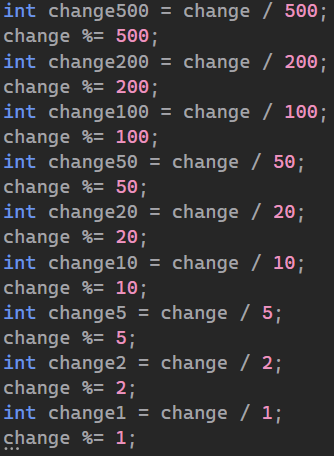 int change500 = change / 500;
change %= 500;
int change200 = change / 200;
change %= 200;
int change100 = change / 100;
change %= 100;
int change50 = change / 50;
change %= 50;
int change20 = change / 20;
change %= 20;
int change10 = change / 10;
change %= 10;
int change5 = change / 5;
change %= 5;
int change2 = change / 2;
change %= 2;
int change1 = change / 1;
change %= 1;